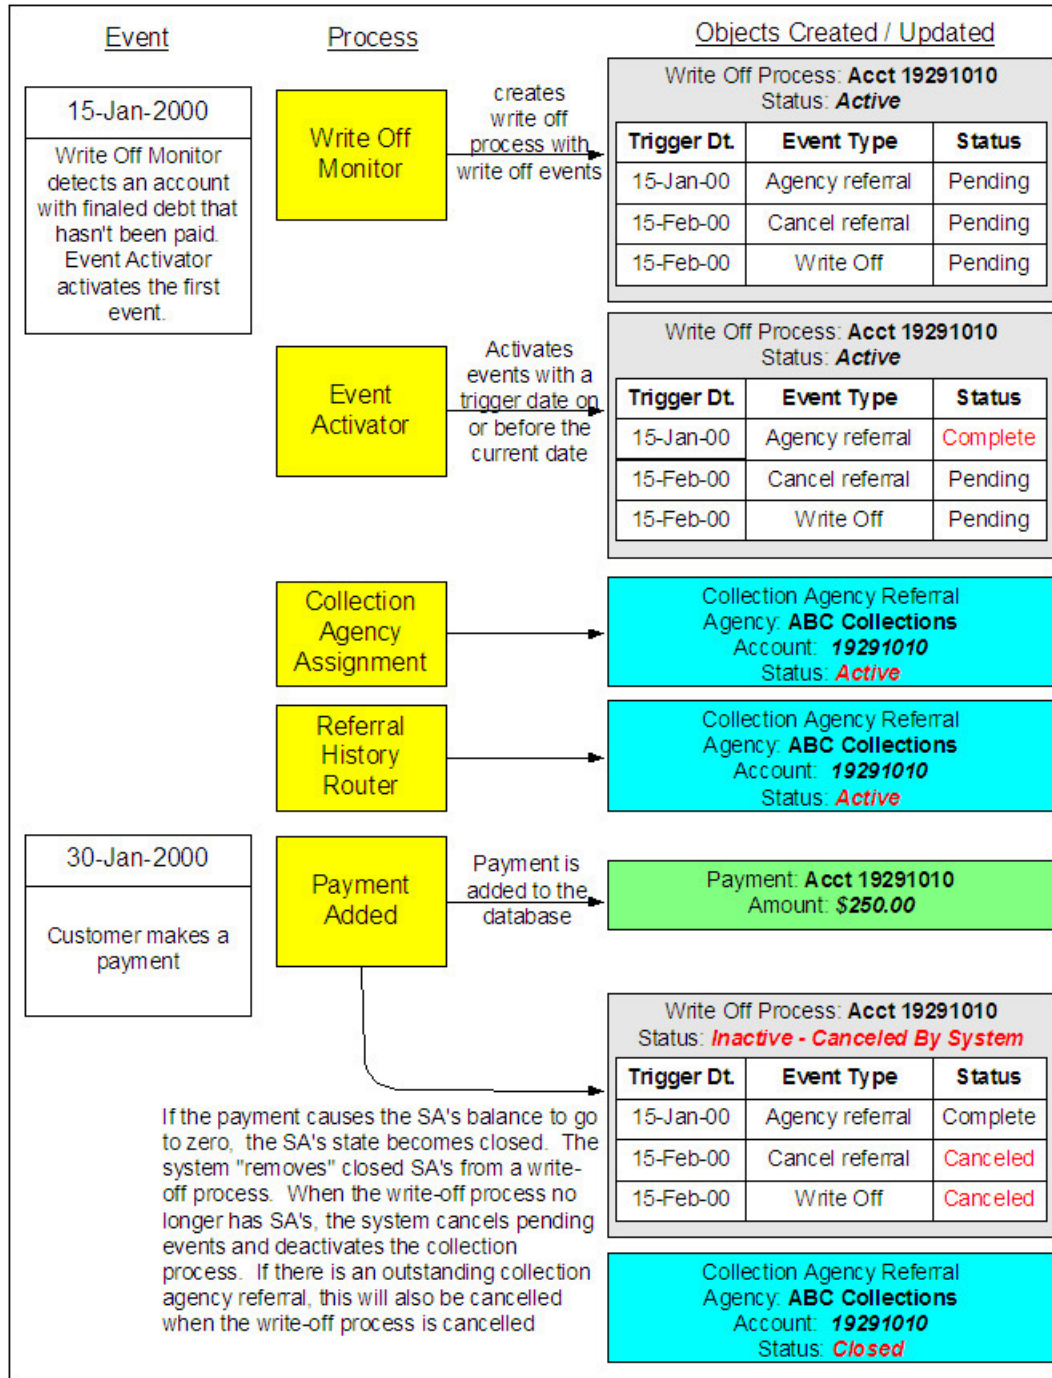 Event
Process
Objects Created / Updated
15-Jan-2000
Write Off Monitor
detects an account
with finaled debt that
hasn't been paid.
Event Activator
activates the first
event.
Write Off
Monitor
creates
write off
process with
write off events
Write Off Process: Acct 19291010
Status: Active
Trigger Dt. Event Type Status
15-Jan-00 Agency referral Pending
15-Feb-00 Cancel referral Pending
15-Feb-00 Write Off Pending
Event
Activator
Activates
events with a
trigger date on
or before the
current date
Write Off Process: Acct 19291010
Status: Active
Trigger Dt. Event Type Status
15-Jan-00 Agency referral Complete
15-Feb-00 Cancel referral Pending
15-Feb-00 Write Off Pending
Collection
Agency
Assignment
Collection Agency Referral
Agency: ABC Collections
Account: 19291010
Status: Active
Referral
History
Router
Collection Agency Referral
Agency: ABC Collections
Account: 19291010
Status: Active
30-Jan-2000
Customer makes a
payment
Payment
Added
Payment is
added to the
database
Payment: Acct 19291010
Amount: $250.00
Write Off Process: Acct 19291010
Status: Inactive - Canceled By System
Trigger Dt. Event Type Status
15-Jan-00 Agency referral Complete
15-Feb-00 Cancel referral Canceled
15-Feb-00 Write Off Canceled
If the payment causes the SA's balance to go
to zero, the SA's state becomes closed. The
system "removes" closed SA's from a write-
off process. When the write-off process no
longer has SA's, the system cancels pending
events and deactivates the collection
process. If there is an outstanding collection
agency referral, this will also be cancelled
when the write-off process is cancelled
Collection Agency Referral
Agency: ABC Collections
Account: 19291010
Status: Closed